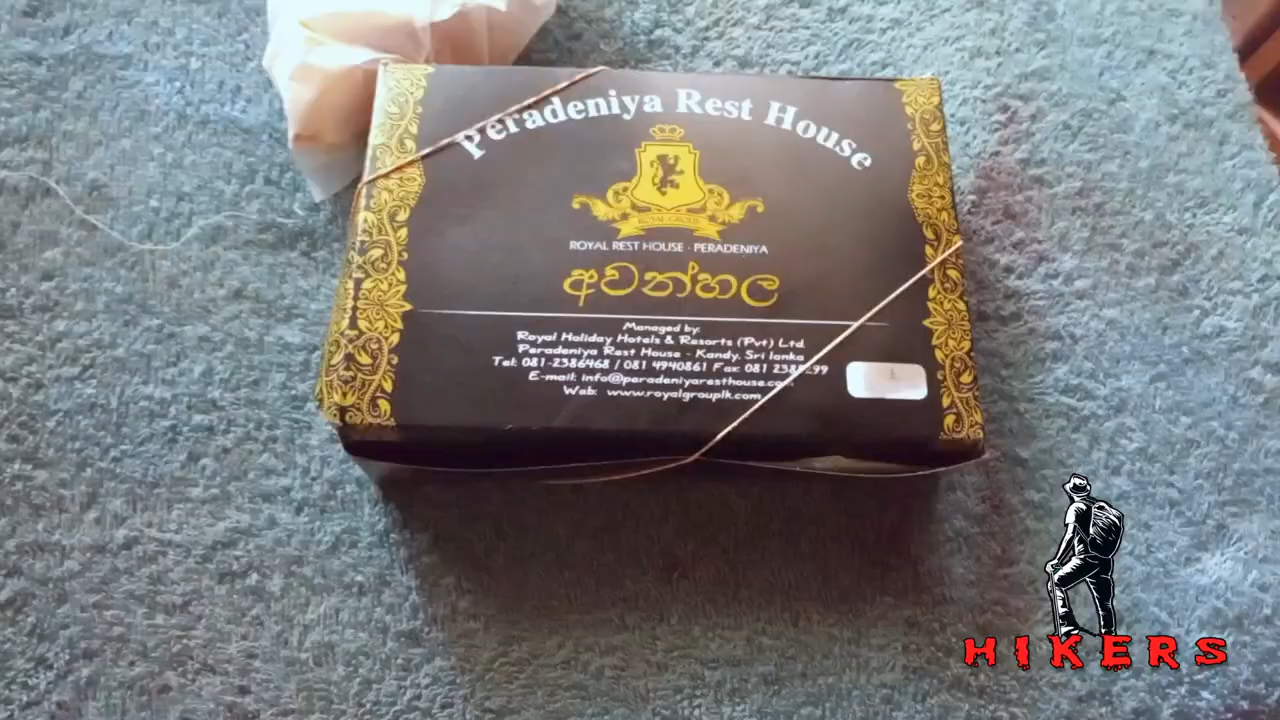 Peradeniya Rest House
ROYAL GROUP
ROYAL REST HOUSE - PERADENIYA
අවන්හල
Managed by:
Royal Holiday Hotels & Resorts (Pvt) Ltd
Peradeniya Rest House - Kandy, Sri lanka
Tel: 081-2386468 / 081 4940861 Fax: 081
E-mail: info@peradeniyaresthouse.com
Web: www.royalgrouplk.com
HIKERS